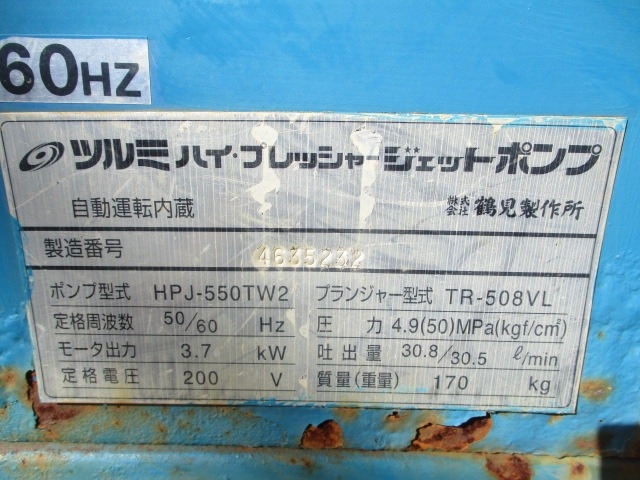 60HZ
ツルミ ハイ・プレッシャージェットポンプ
自動運転内蔵 株式会社 鶴見製作所
製造番号 4635232
ポンプ型式 HPJ-550TW2 プランジャー型式 TR-508VL
定格周波数 50/60 Hz 圧力 4.9(50)MPa(kgf/cm²)
モータ出力 3.7 kW 吐出量 30.8/30.5 ℓ/min
定格電圧 200 V 質量(重量) 170 kg